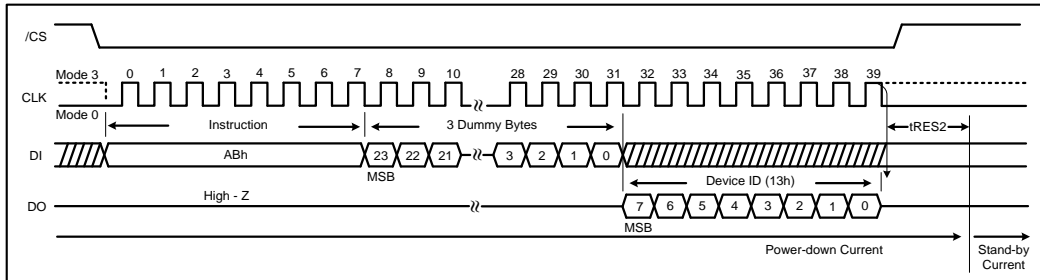 /CS
Mode 3 0 1 2 3 4 5 6 7 8 9 10 28 29 30 31 32 33 34 35 36 37 38 39
CLK
Mode 0
Instruction 3 Dummy Bytes tRES2
DI ABh 23 22 21 3 2 1 0
MSB
Device ID (13h)
High - Z
DO 7 6 5 4 3 2 1 0
MSB
Power-down Current Stand-by
Current